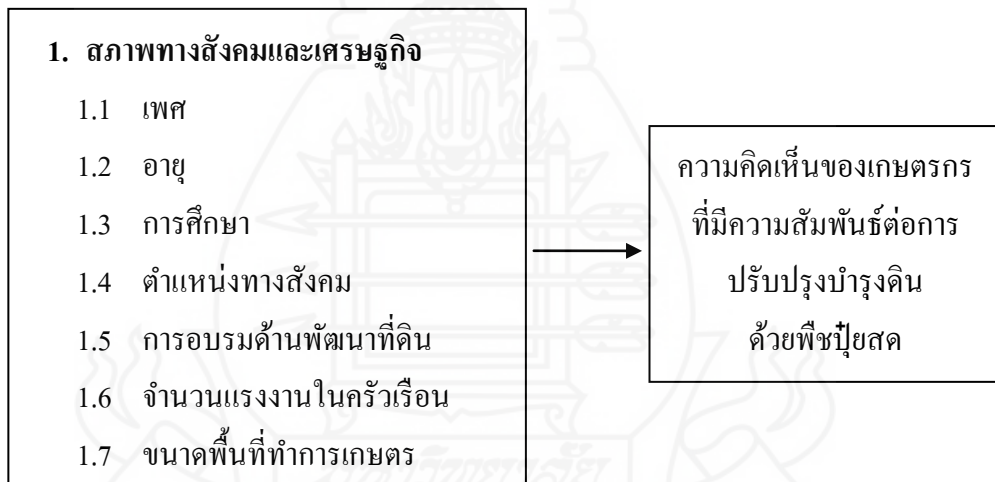 1. สภาพทางสังคมและเศรษฐกิจ
1.1 เพศ
1.2 อายุ
1.3 การศึกษา
1.4 ตำแหน่งทางสังคม
1.5 การอบรมด้านพัฒนาที่ดิน
1.6 จำนวนแรงงานในครัวเรือน
1.7 ขนาดพื้นที่ทำการเกษตร
ความคิดเห็นของเกษตรกร
ที่มีความสัมพันธ์ต่อการ
ปรับปรุงบำรุงดิน
ด้วยพืชปุ๋ยสด